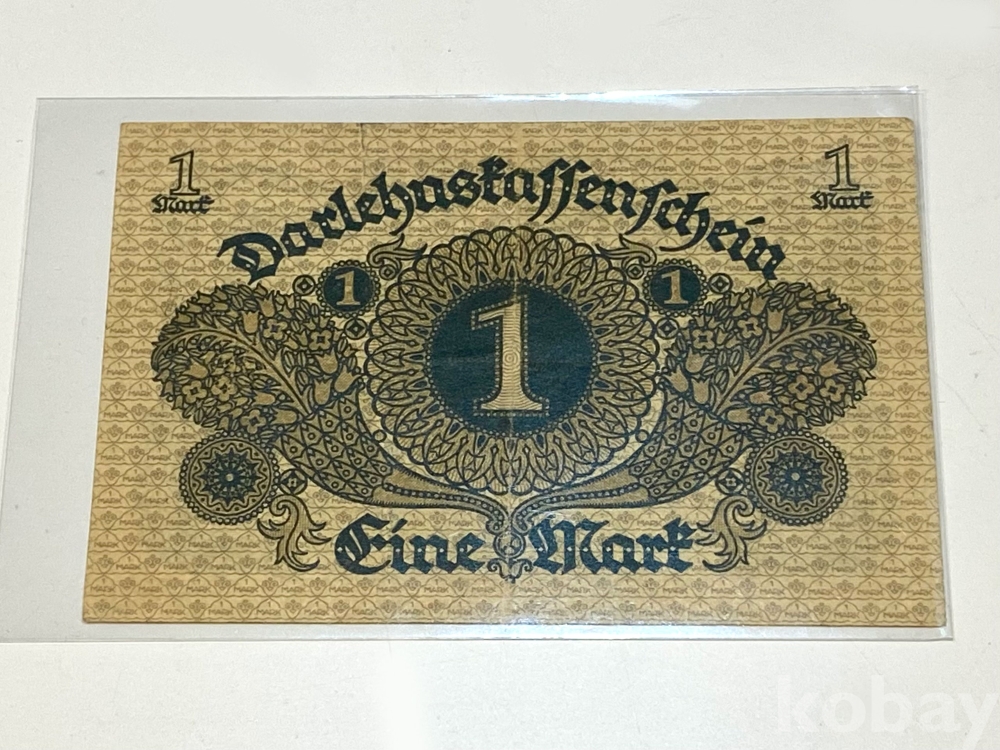 1
Mark
1
Mark
Darlehnskassenschein
1
1
1
Eine Mark
kobay